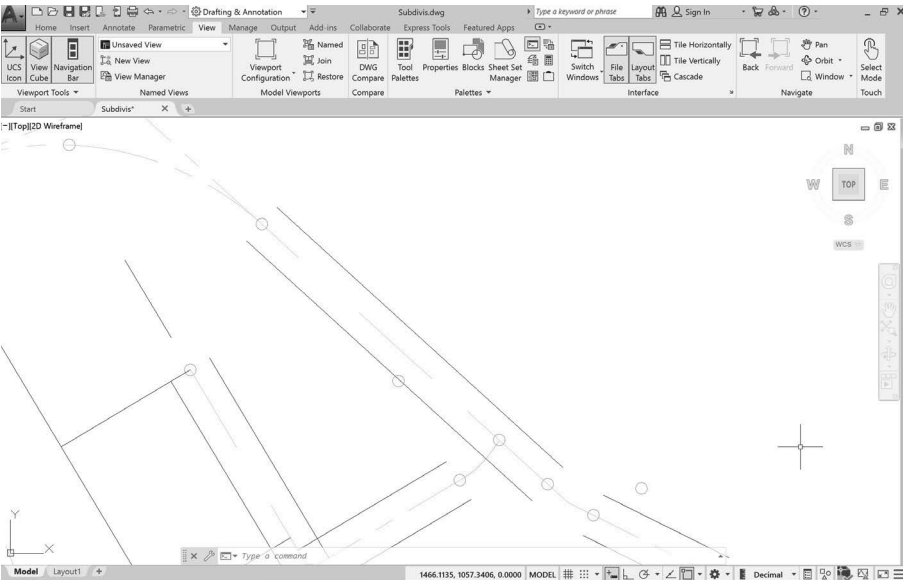 A Drafting & Annotation Subdivis.dwg Type a keyword or phrase Sign In
Home Insert Annotate Parametric View Manage Output Add-ins Collaborate Express Tools Featured Apps
Unsaved View
New View
View Manager
UCS Icon
View Cube
Navigation Bar
Viewport Configuration
Named
Join
Restore
DWG Compare
Tool Palettes
Properties
Blocks
Sheet Set Manager
Switch Windows
File Tabs
Layout Tabs
Tile Horizontally
Tile Vertically
Cascade
Back
Forward
Pan
Orbit
Window
Select Mode
Viewport Tools Named Views Model Viewports Compare Palettes Interface Navigate Touch
Start Subdivis* X +
−][Top][2D Wireframe]
N
W TOP E
S
WCS
Y
X
Type a command
Model Layout1 + 1466.1135, 1057.3406, 0.0000 MODEL Decimal